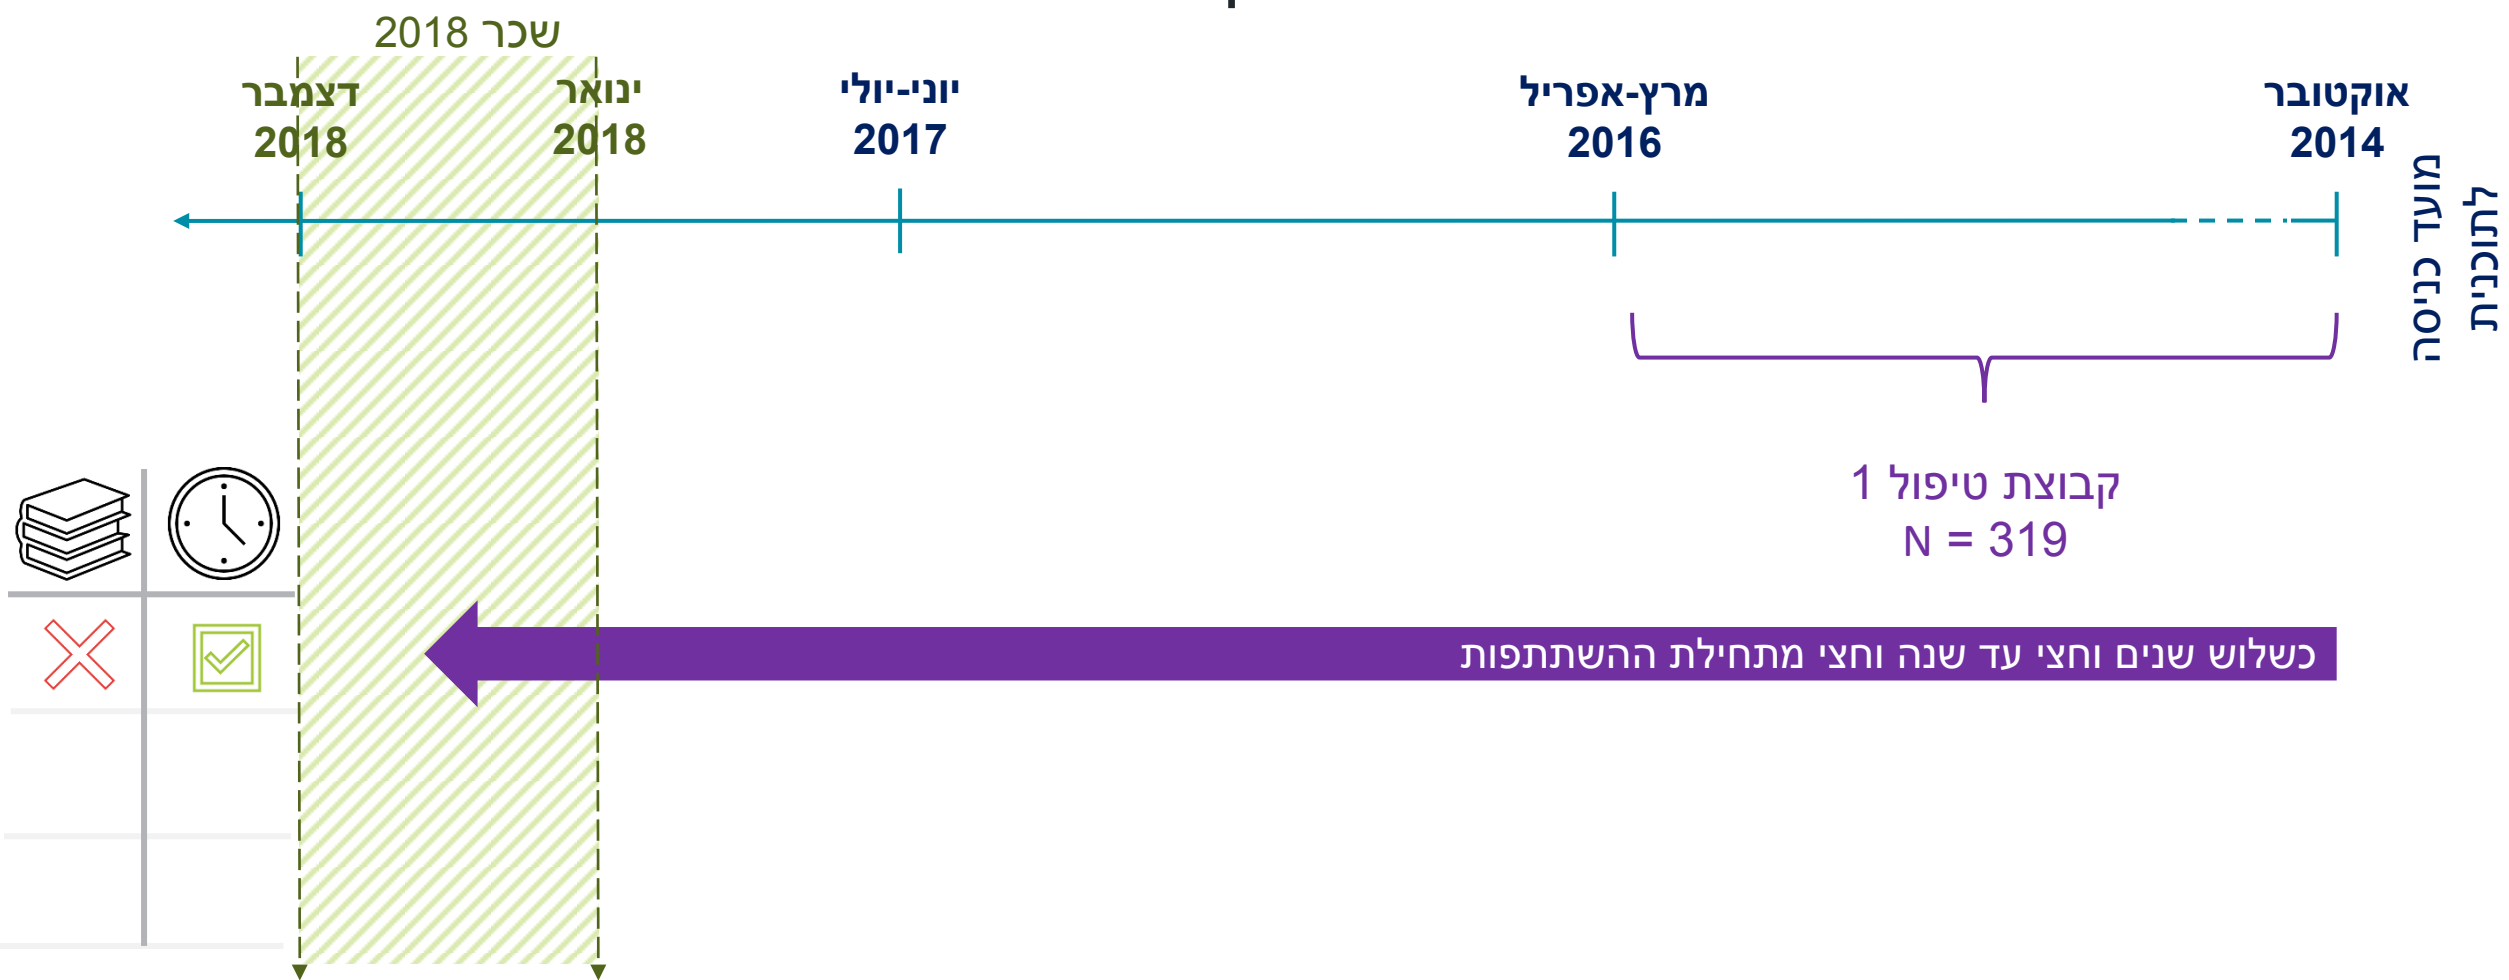 שכר 2018
אוקטובר
2014
מרץ-אפריל
2016
יוני-יולי
2017
ינואר
2018
דצמבר
2018
מועד כניסה
לתוכנית
קבוצת טיפול 1
N = 319
כשלוש שנים וחצי עד שנה וחצי מתחילת ההשתתפות